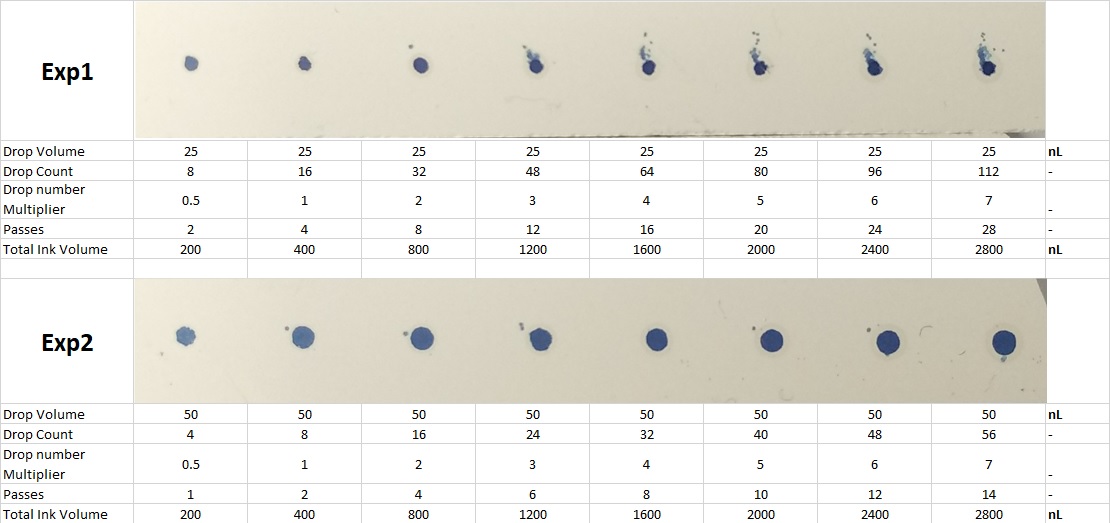 Exp1
Drop Volume 25 25 25 25 25 25 25 25 nL
Drop Count 8 16 32 48 64 80 96 112 -
Drop number
Multiplier 0.5 1 2 3 4 5 6 7 -
Passes 2 4 8 12 16 20 24 28 -
Total Ink Volume 200 400 800 1200 1600 2000 2400 2800 nL
Exp2
Drop Volume 50 50 50 50 50 50 50 50 nL
Drop Count 4 8 16 24 32 40 48 56 -
Drop number
Multiplier 0.5 1 2 3 4 5 6 7 -
Passes 1 2 4 6 8 10 12 14 -
Total Ink Volume 200 400 800 1200 1600 2000 2400 2800 nL